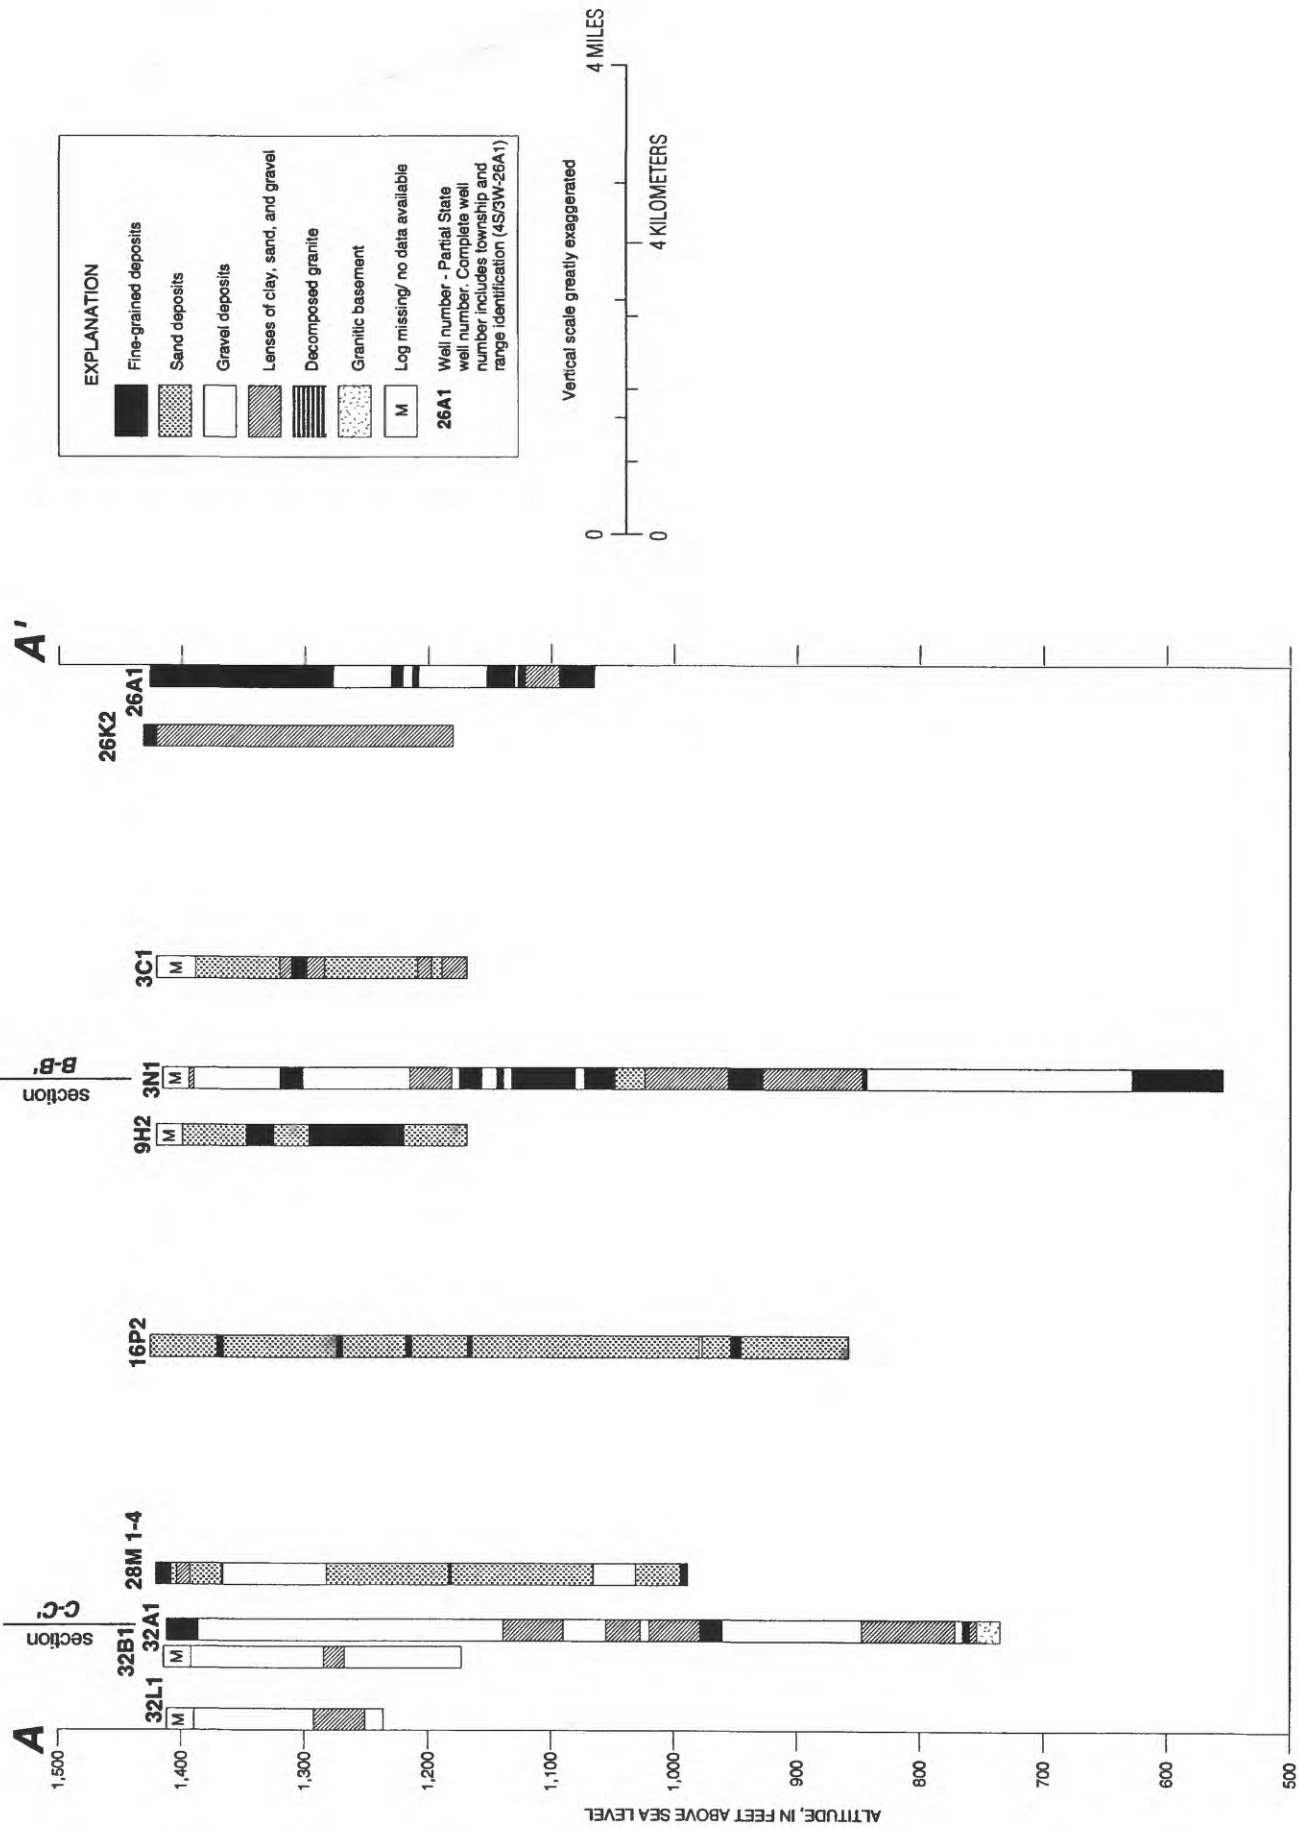 A
A'
section
C-C'
section
B-B'
32L1
32B1
32A1
28M 1-4
16P2
9H2
3N1
3C1
26K2
26A1
M
M
M
M
M
1,500
1,400
1,300
1,200
1,100
1,000
900
800
700
600
500
ALTITUDE, IN FEET ABOVE SEA LEVEL
EXPLANATION
Fine-grained deposits
Sand deposits
Gravel deposits
Lenses of clay, sand, and gravel
Decomposed granite
Granitic basement
M Log missing/ no data available
26A1 Well number - Partial State
well number. Complete well
number includes township and
range identification (4S/3W-26A1)
Vertical scale greatly exaggerated
0 4 MILES
0 4 KILOMETERS